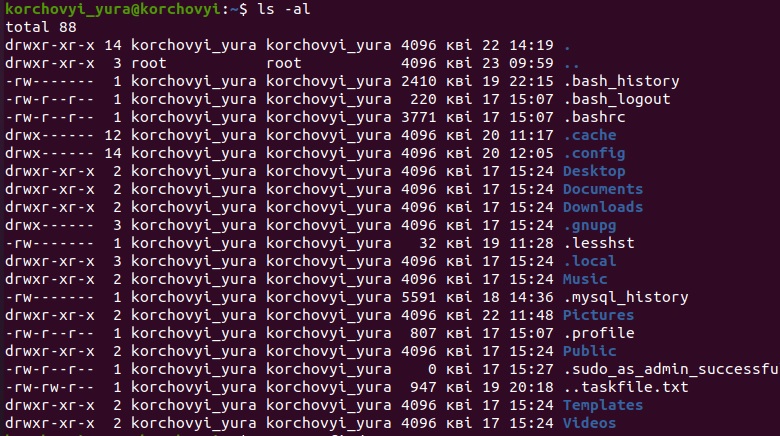 korchovyi_yura@korchovyi:~$ ls -al
total 88
drwxr-xr-x 14 korchovyi_yura korchovyi_yura 4096 кві 22 14:19 .
drwxr-xr-x  3 root           root           4096 кві 23 09:59 ..
-rw-------  1 korchovyi_yura korchovyi_yura 2410 кві 19 22:15 .bash_history
-rw-r--r--  1 korchovyi_yura korchovyi_yura  220 кві 17 15:07 .bash_logout
-rw-r--r--  1 korchovyi_yura korchovyi_yura 3771 кві 17 15:07 .bashrc
drwx------ 12 korchovyi_yura korchovyi_yura 4096 кві 20 11:17 .cache
drwx------ 14 korchovyi_yura korchovyi_yura 4096 кві 20 12:05 .config
drwxr-xr-x  2 korchovyi_yura korchovyi_yura 4096 кві 17 15:24 Desktop
drwxr-xr-x  2 korchovyi_yura korchovyi_yura 4096 кві 17 15:24 Documents
drwxr-xr-x  2 korchovyi_yura korchovyi_yura 4096 кві 17 15:24 Downloads
drwx------  3 korchovyi_yura korchovyi_yura 4096 кві 17 15:24 .gnupg
-rw-------  1 korchovyi_yura korchovyi_yura   32 кві 19 11:28 .lesshst
drwxr-xr-x  3 korchovyi_yura korchovyi_yura 4096 кві 17 15:24 .local
drwxr-xr-x  2 korchovyi_yura korchovyi_yura 4096 кві 17 15:24 Music
-rw-------  1 korchovyi_yura korchovyi_yura 5591 кві 18 14:36 .mysql_history
drwxr-xr-x  2 korchovyi_yura korchovyi_yura 4096 кві 22 11:48 Pictures
-rw-r--r--  1 korchovyi_yura korchovyi_yura  807 кві 17 15:07 .profile
drwxr-xr-x  2 korchovyi_yura korchovyi_yura 4096 кві 17 15:24 Public
-rw-r--r--  1 korchovyi_yura korchovyi_yura    0 кві 17 15:27 .sudo_as_admin_successfu
-rw-rw-r--  1 korchovyi_yura korchovyi_yura  947 кві 19 20:18 ..taskfile.txt
drwxr-xr-x  2 korchovyi_yura korchovyi_yura 4096 кві 17 15:24 Templates
drwxr-xr-x  2 korchovyi_yura korchovyi_yura 4096 кві 17 15:24 Videos